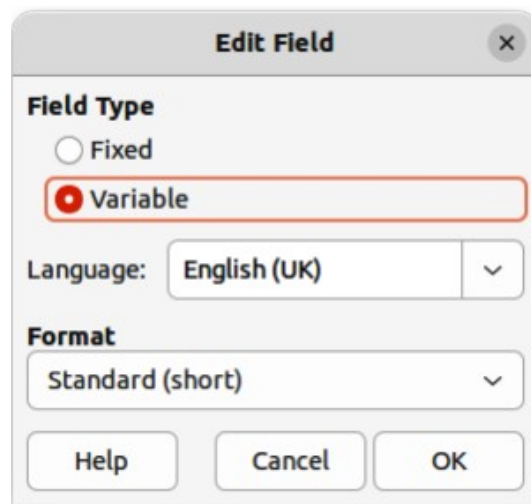 Edit Field
Field Type
Fixed
Variable
Language: English (UK)
Format
Standard (short)
Help Cancel OK